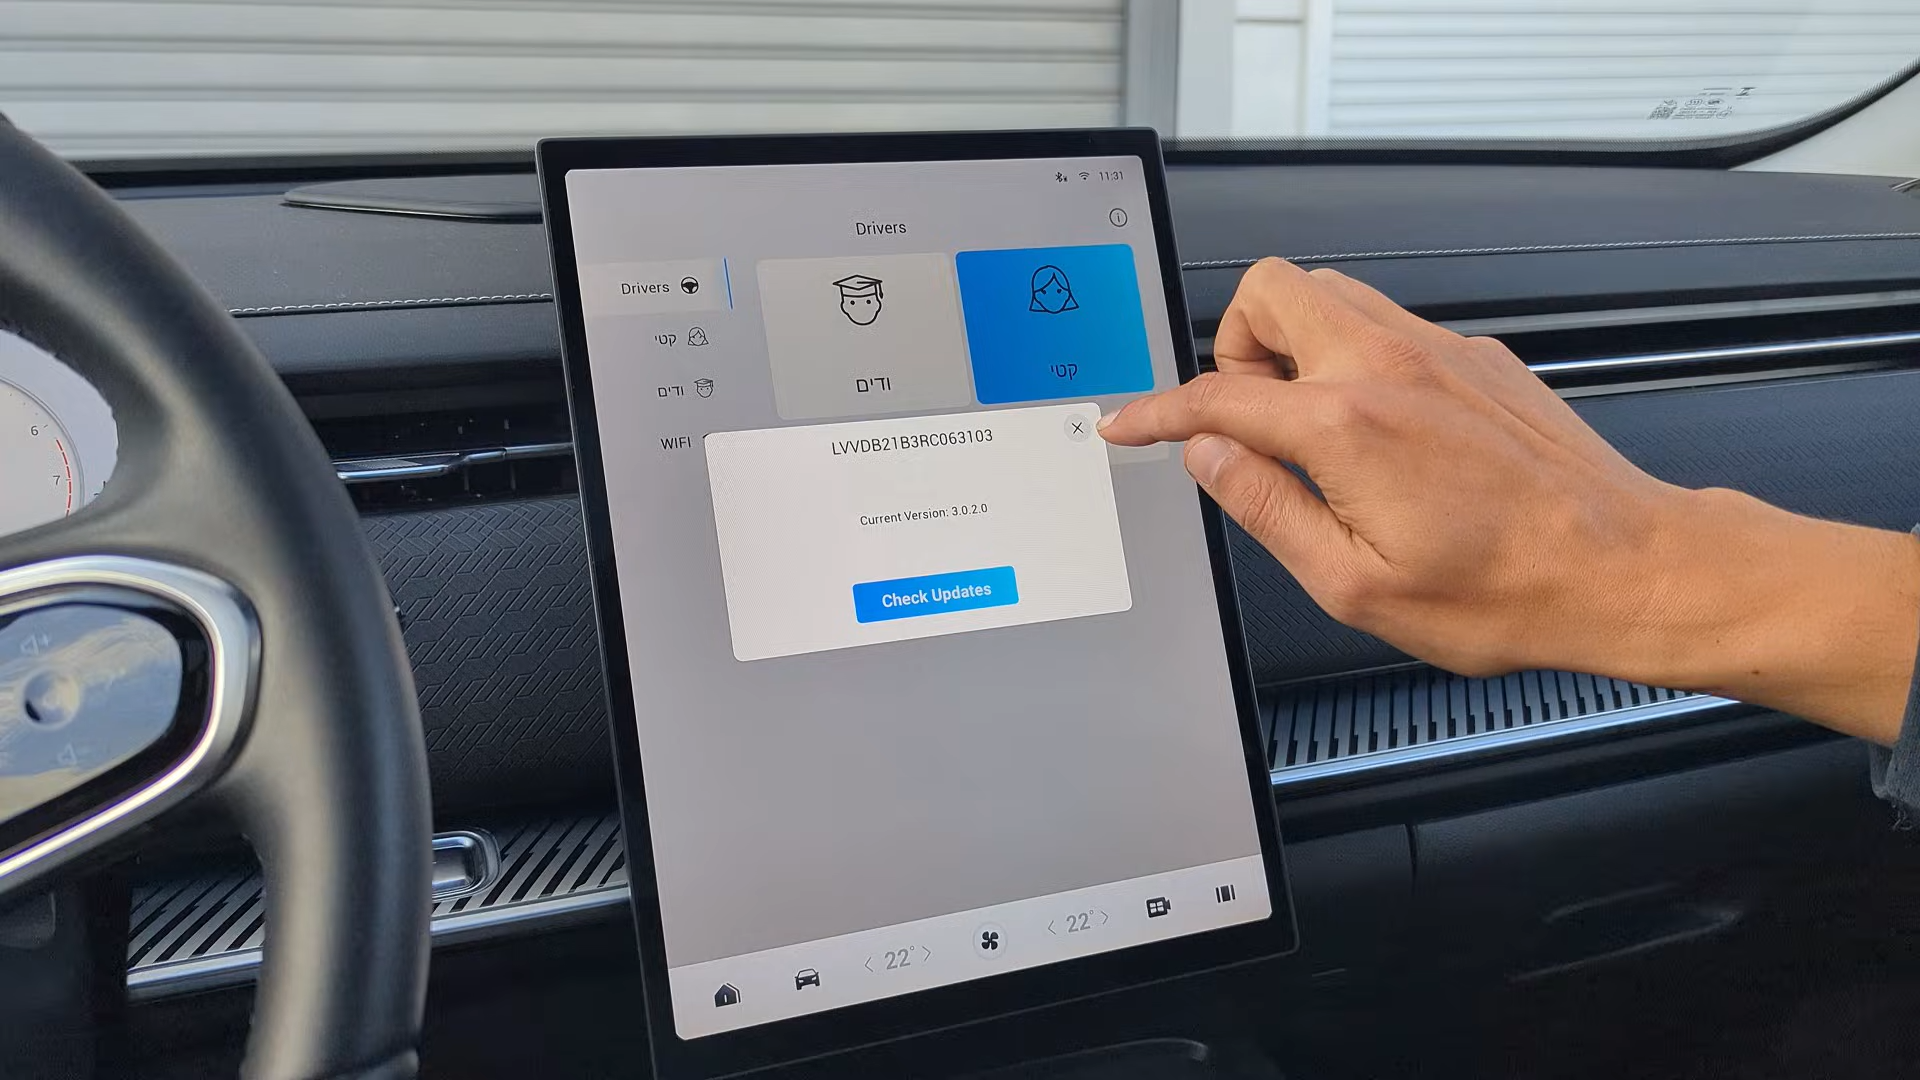 11:31
Drivers
Drivers
קטי
ודים
WIFI
ודים
קטי
LVVDB21B3RC063103
Current Version: 3.0.2.0
Check Updates
< 22° >
< 22° >
6
7